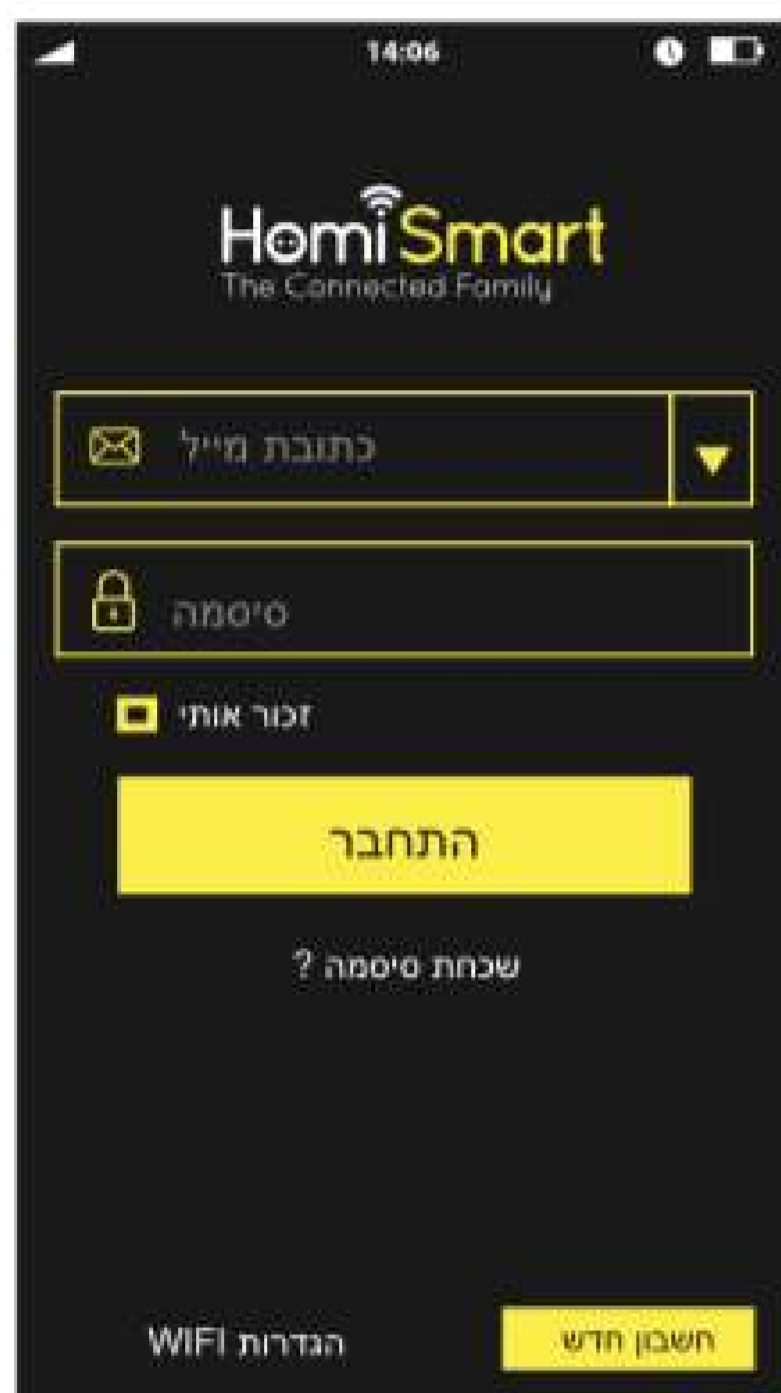 14:06
HomiSmart
The Connected Family
כתובת מייל
סיסמה
זכור אותי
התחבר
שכחת סיסמה ?
הגדרות WIFI
חשבון חדש